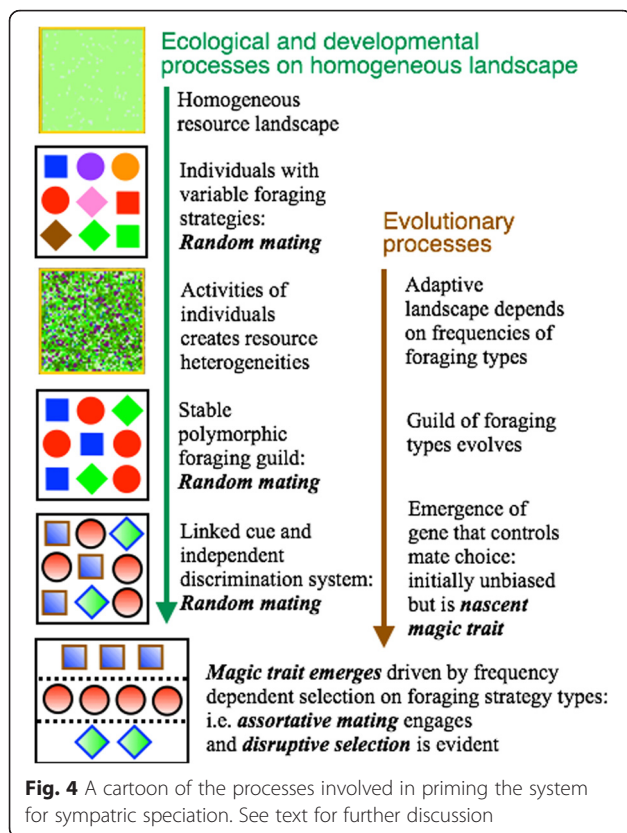 Ecological and developmental
processes on homogeneous landscape
Homogeneous
resource landscape
Individuals with
variable foraging
strategies:
Random mating
Activities of
individuals
creates resource
heterogeneities
Stable
polymorphic
foraging guild:
Random mating
Linked cue and
independent
discrimination system:
Random mating
Evolutionary
processes
Adaptive
landscape depends
on frequencies of
foraging types
Guild of foraging
types evolves
Emergence of
gene that controls
mate choice:
initially unbiased
but is nascent
magic trait
Magic trait emerges driven by frequency
dependent selection on foraging strategy types:
i.e. assortative mating engages
and disruptive selection is evident
Fig. 4 A cartoon of the processes involved in priming the system
for sympatric speciation. See text for further discussion